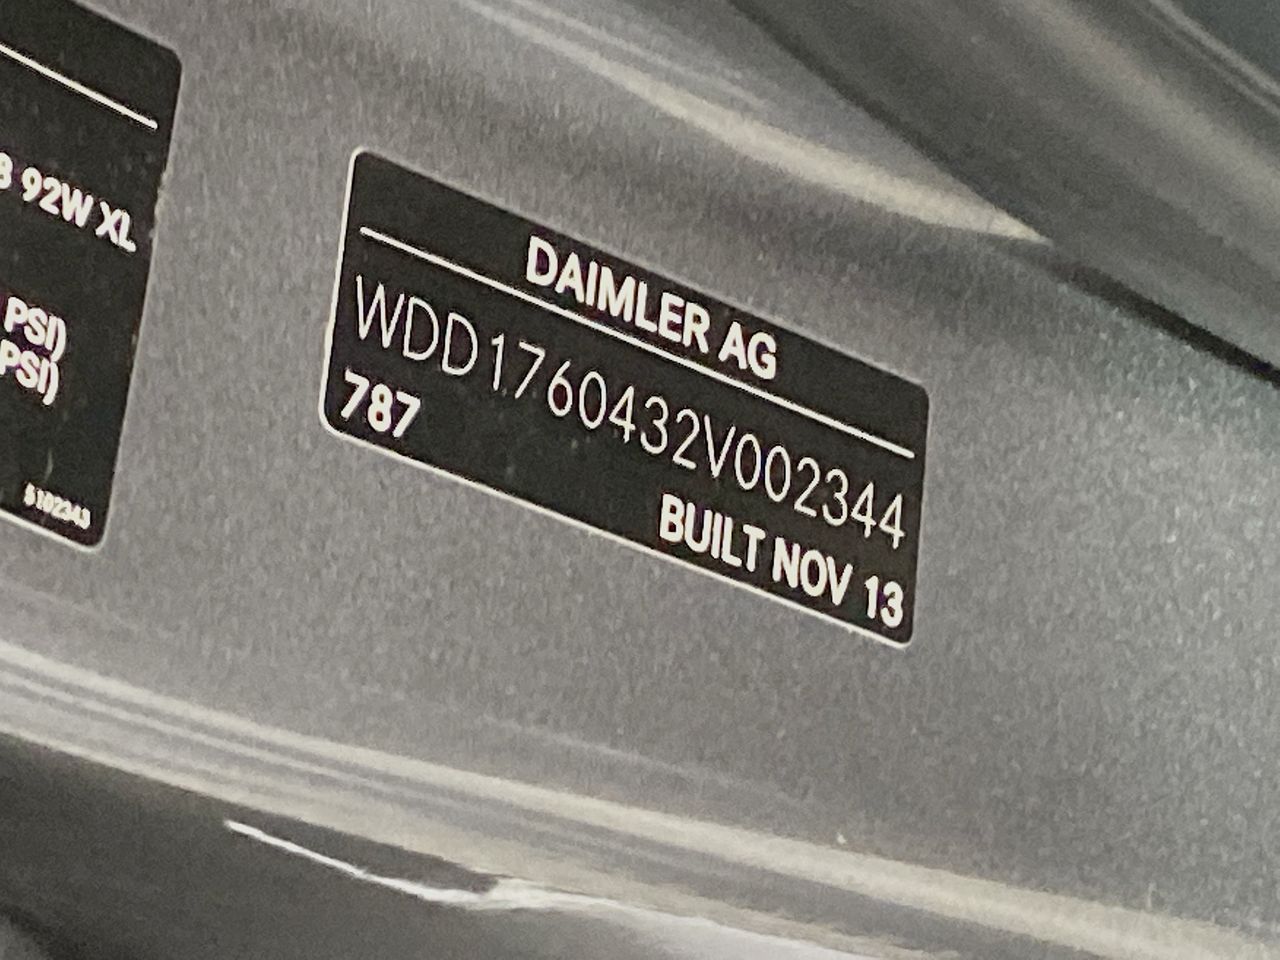 92W XL
PSI)
PSI)
DAIMLER AG
WDD1760432V002344
787
BUILT NOV 13